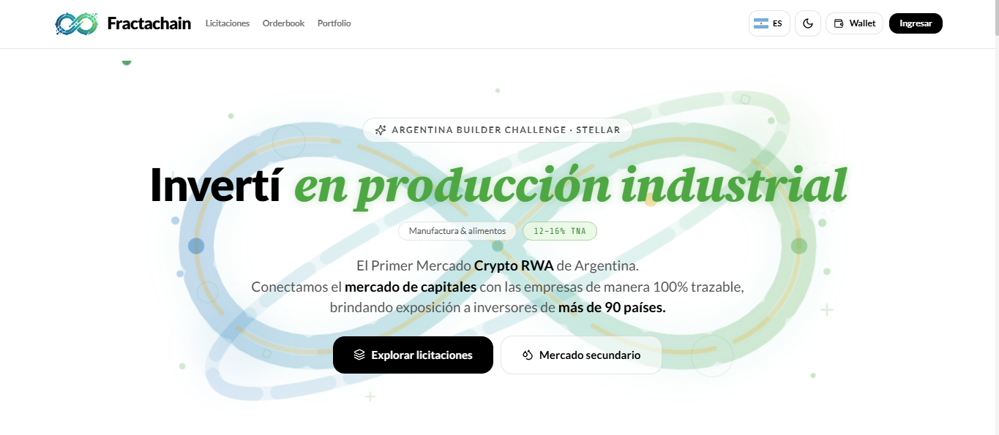 Fractachain
Licitaciones
Orderbook
Portfolio
ES
Wallet
Ingresar
ARGENTINA BUILDER CHALLENGE · STELLAR
Invertí en producción industrial
Manufactura & alimentos
12–16% TNA
El Primer Mercado Crypto RWA de Argentina.
Conectamos el mercado de capitales con las empresas de manera 100% trazable,
brindando exposición a inversores de más de 90 países.
Explorar licitaciones
Mercado secundario